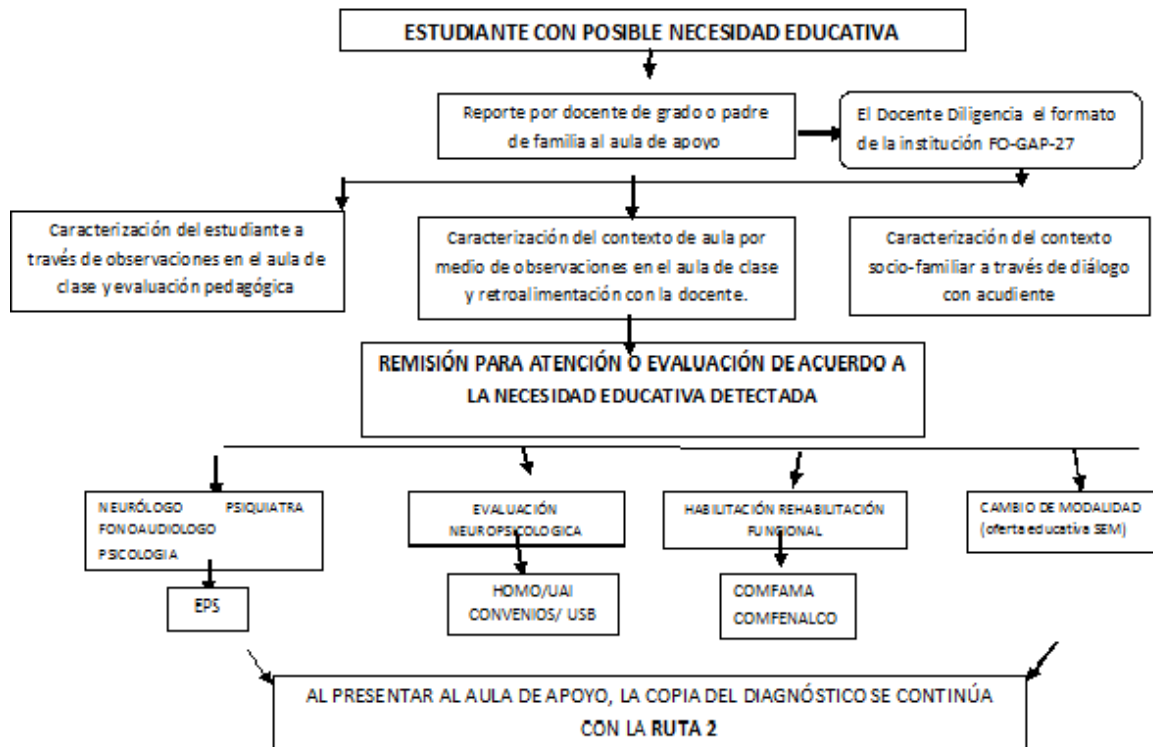 ESTUDIANTE CON POSIBLE NECESIDAD EDUCATIVA
Reporte por docente de grado o padre
de familia al aula de apoyo
El Docente Diligencia el formato
de la institución FO-GAP-27
Caracterización del estudiante a
través de observaciones en el aula de
clase y evaluación pedagógica
Caracterización del contexto de aula por
medio de observaciones en el aula de clase
y retroalimentación con la docente.
Caracterización del contexto
socio-familiar a través de diálogo
con acudiente
REMISIÓN PARA ATENCIÓN O EVALUACIÓN DE ACUERDO A
LA NECESIDAD EDUCATIVA DETECTADA
NEURÓLOGO PSIQUIATRA
FONOAUDIOLOGO
PSICOLOGIA
EVALUACIÓN
NEUROPSICOLOGICA
HABILITACIÓN REHABILITACIÓN
FUNCIONAL
CAMBIO DE MODALIDAD
(oferta educativa SEM)
EPS
HOMO/UAI
CONVENIOS/ USB
COMFAMA
COMFENALCO
AL PRESENTAR AL AULA DE APOYO, LA COPIA DEL DIAGNÓSTICO SE CONTINÚA
CON LA RUTA 2